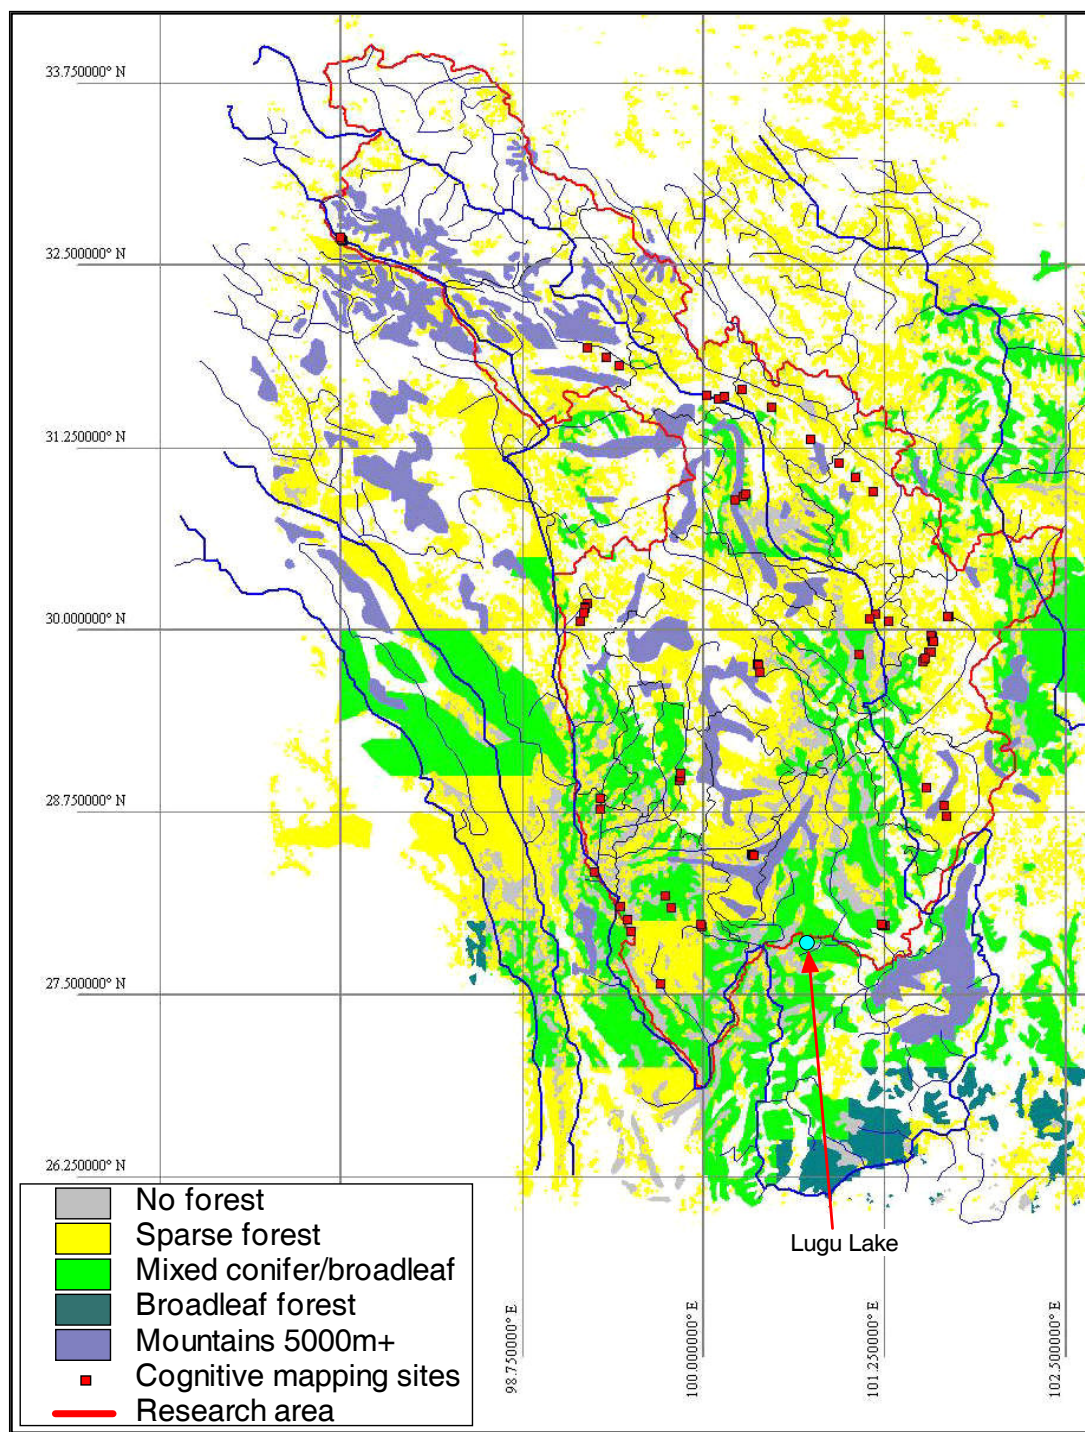 33.750000° N
32.500000° N
31.250000° N
30.000000° N
28.750000° N
27.500000° N
26.250000° N
No forest
Sparse forest
Mixed conifer/broadleaf
Broadleaf forest
Mountains 5000m+
Cognitive mapping sites
Research area
Lugu Lake
98.750000° E
100.000000° E
101.250000° E
102.500000° E